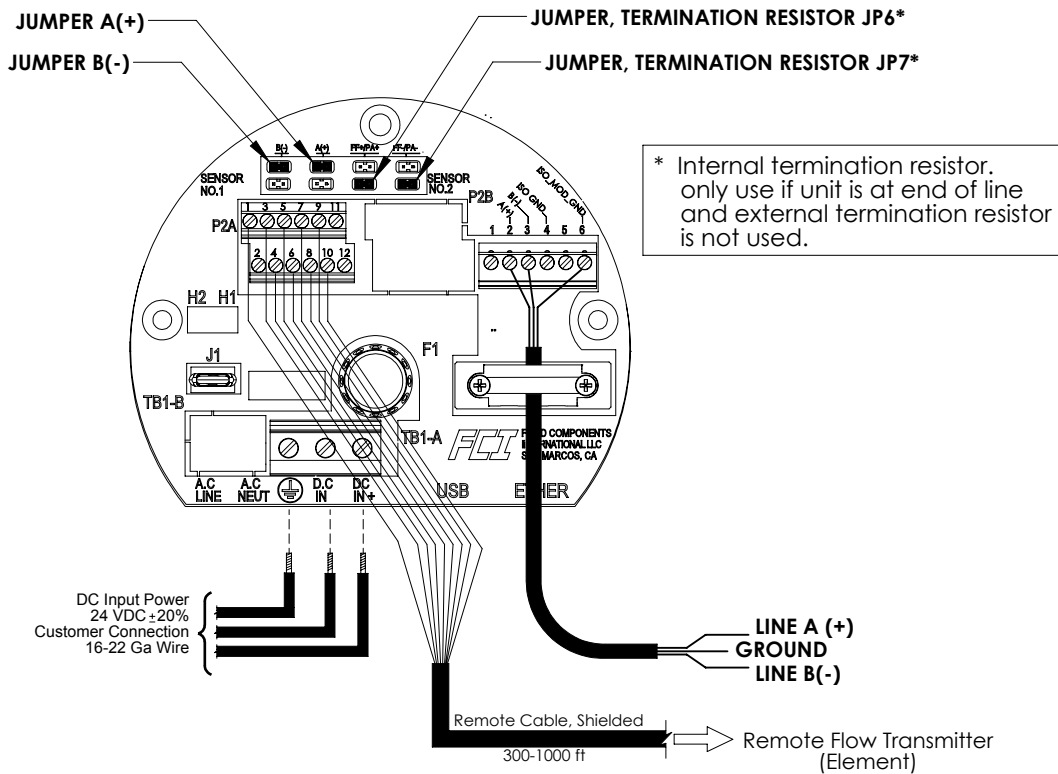 JUMPER A(+)
JUMPER B(-)
JUMPER, TERMINATION RESISTOR JP6*
JUMPER, TERMINATION RESISTOR JP7*
* Internal termination resistor.
only use if unit is at end of line
and external termination resistor
is not used.
B(-) A(+) FF+/PA+ FF-/PA-
SENSOR
NO.1
SENSOR
NO.2
P2A
1 3 5 7 9 11
2 4 6 8 10 12
P2B
A(+)
B(-)
ISO GND
ISO_MOD_GND
1 2 3 4 5 6
H2 H1
J1
F1
TB1-B
TB1-A
FCI
COMPONENTS
LLC
MARCOS, CA
A.C
LINE
A.C
NEUT
D.C
IN
DC
IN +
USB
DC Input Power
24 VDC ±20%
Customer Connection
16-22 Ga Wire
LINE A (+)
GROUND
LINE B(-)
Remote Cable, Shielded
300-1000 ft
Remote Flow Transmitter
(Element)